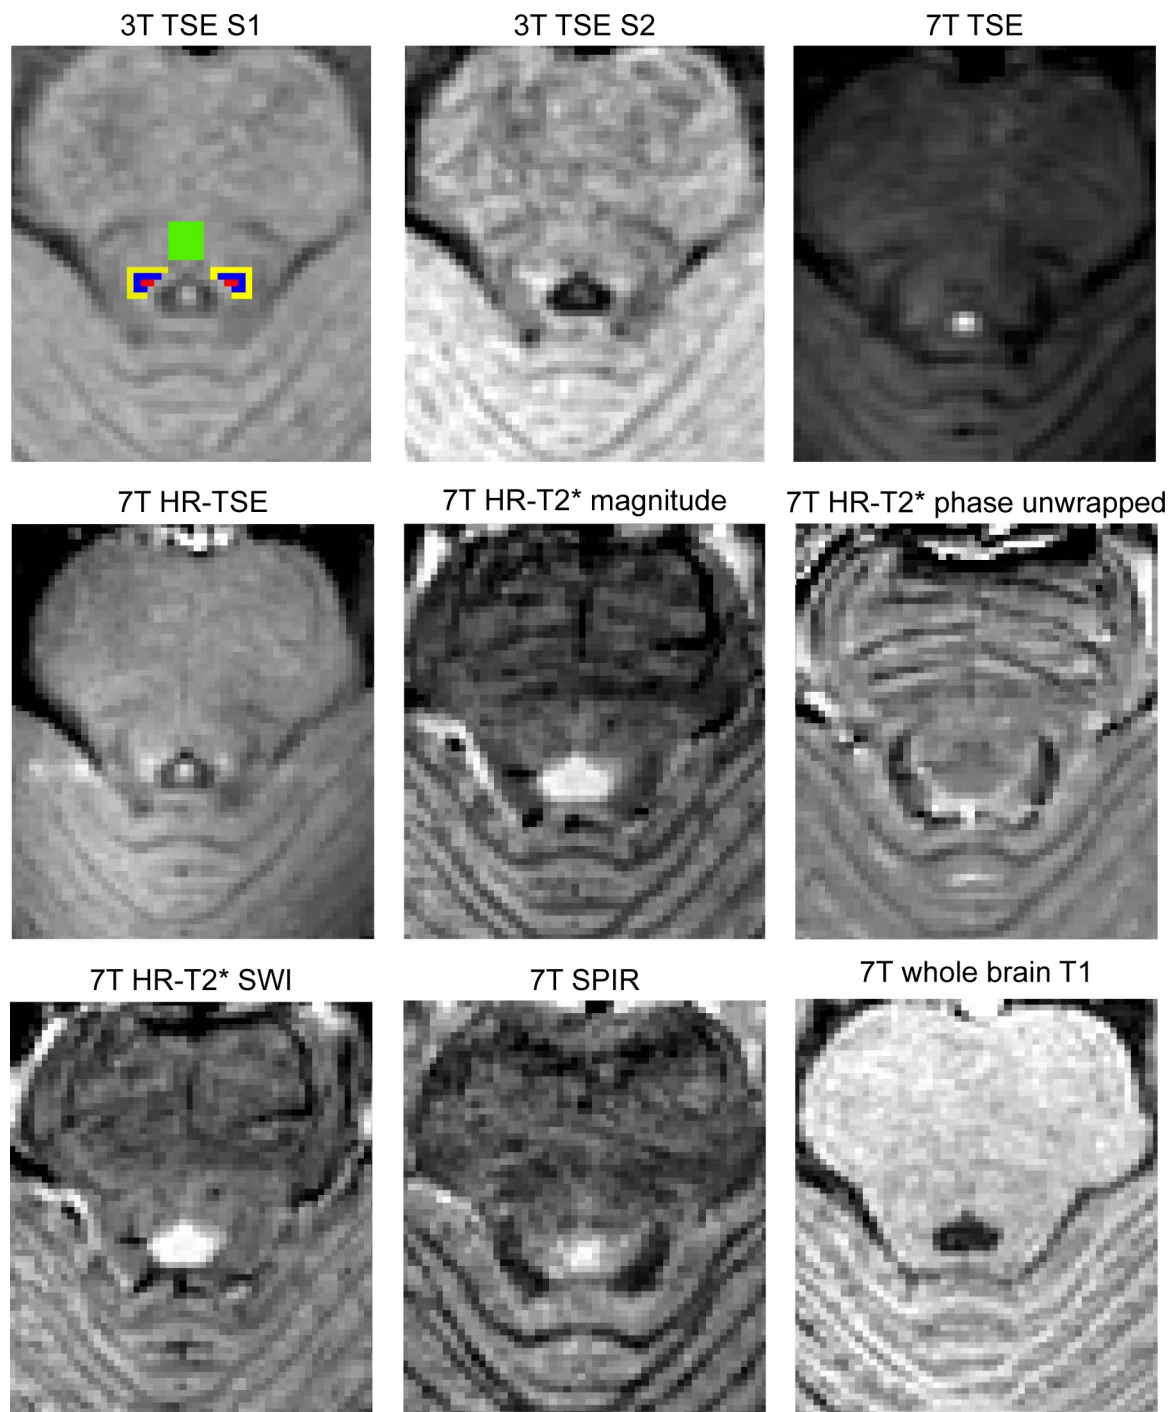 3T TSE S1
3T TSE S2
7T TSE
7T HR-TSE
7T HR-T2* magnitude
7T HR-T2* phase unwrapped
7T HR-T2* SWI
7T SPIR
7T whole brain T1